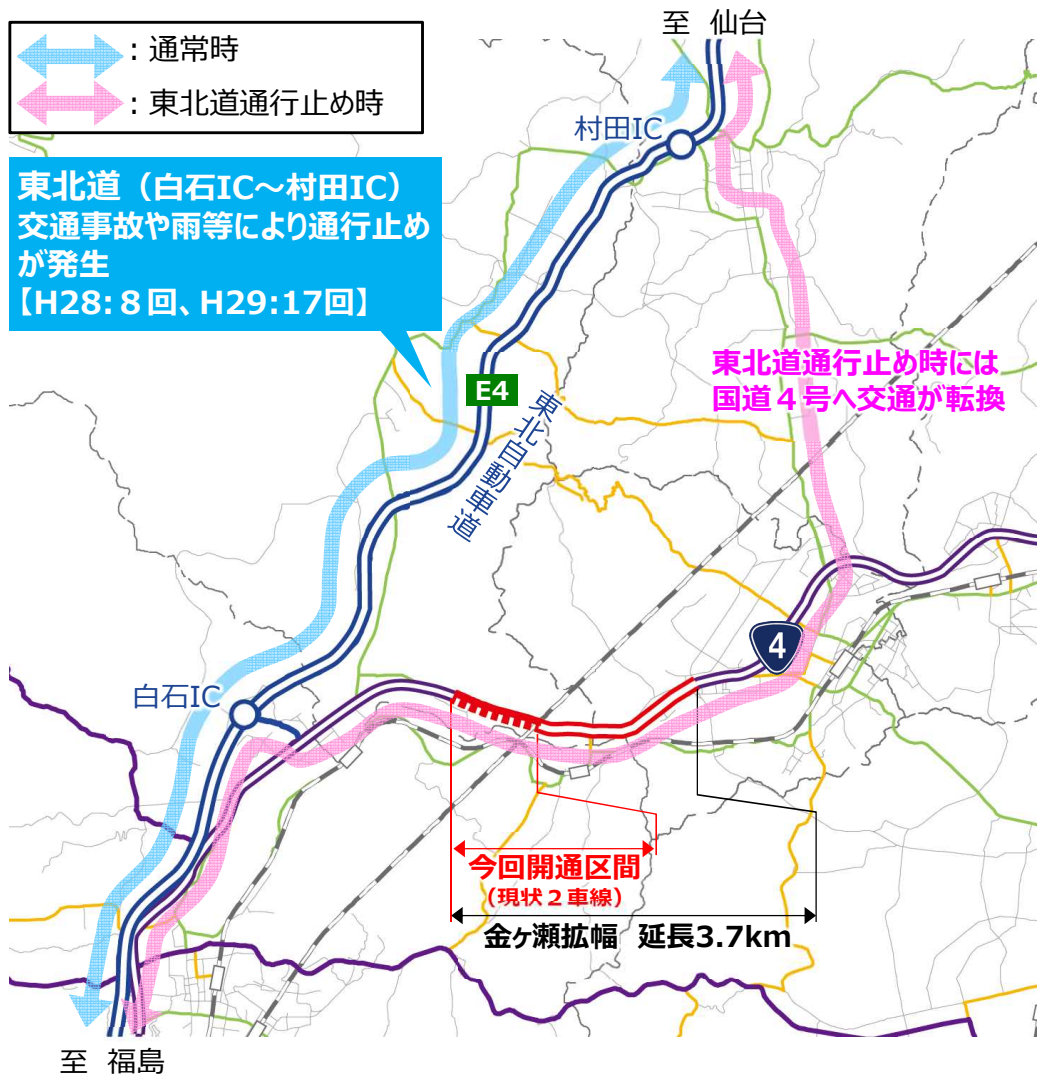 至 仙台
：通常時
：東北道通行止め時
村田IC
東北道（白石IC～村田IC）
交通事故や雨等により通行止め
が発生
【H28:８回、H29:17回】
東北道通行止め時には
国道４号へ交通が転換
E4
東北自動車道
4
白石IC
今回開通区間
（現状２車線）
金ヶ瀬拡幅 延長3.7km
至 福島